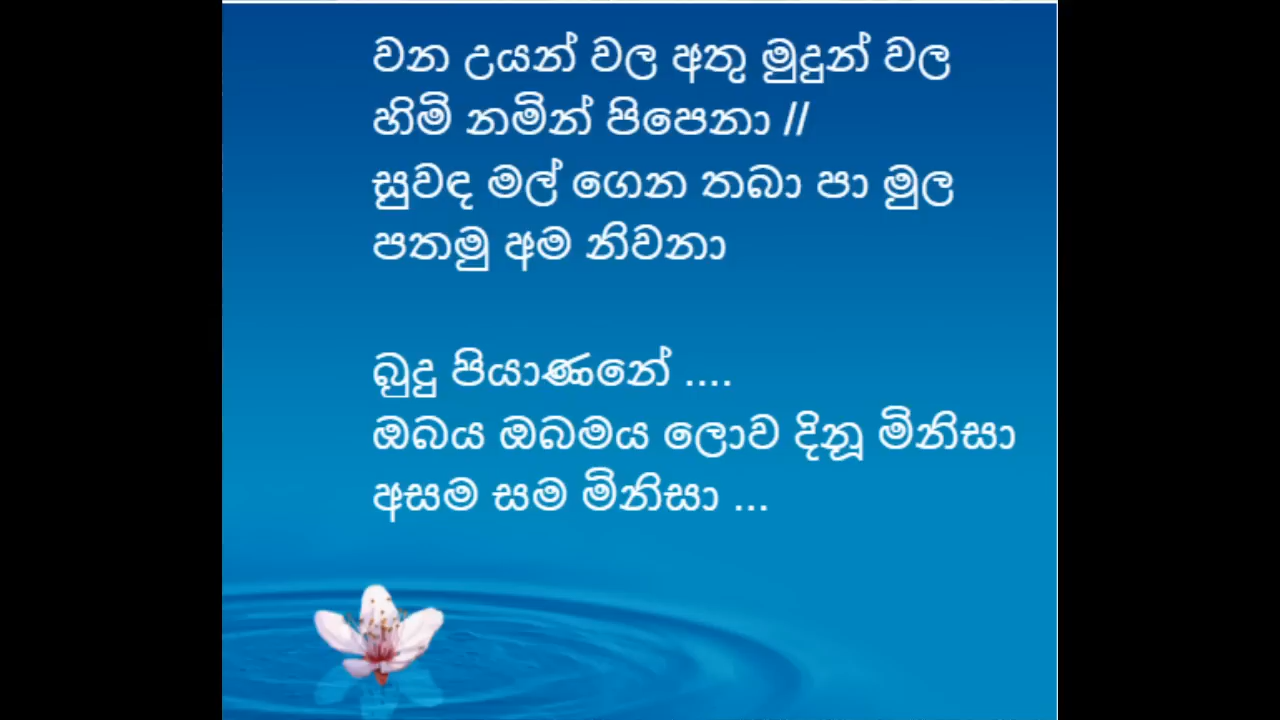 වන උයන් වල අතු මුදුන් වල
හිමි නමින් පිපෙනා //
සුවඳ මල් ගෙන තබා පා මුල
පතමු අම නිවනා
බුදු පියාණනේ ....
ඔබය ඔබමය ලොව දිනූ මිනිසා
අසම සම මිනිසා ...